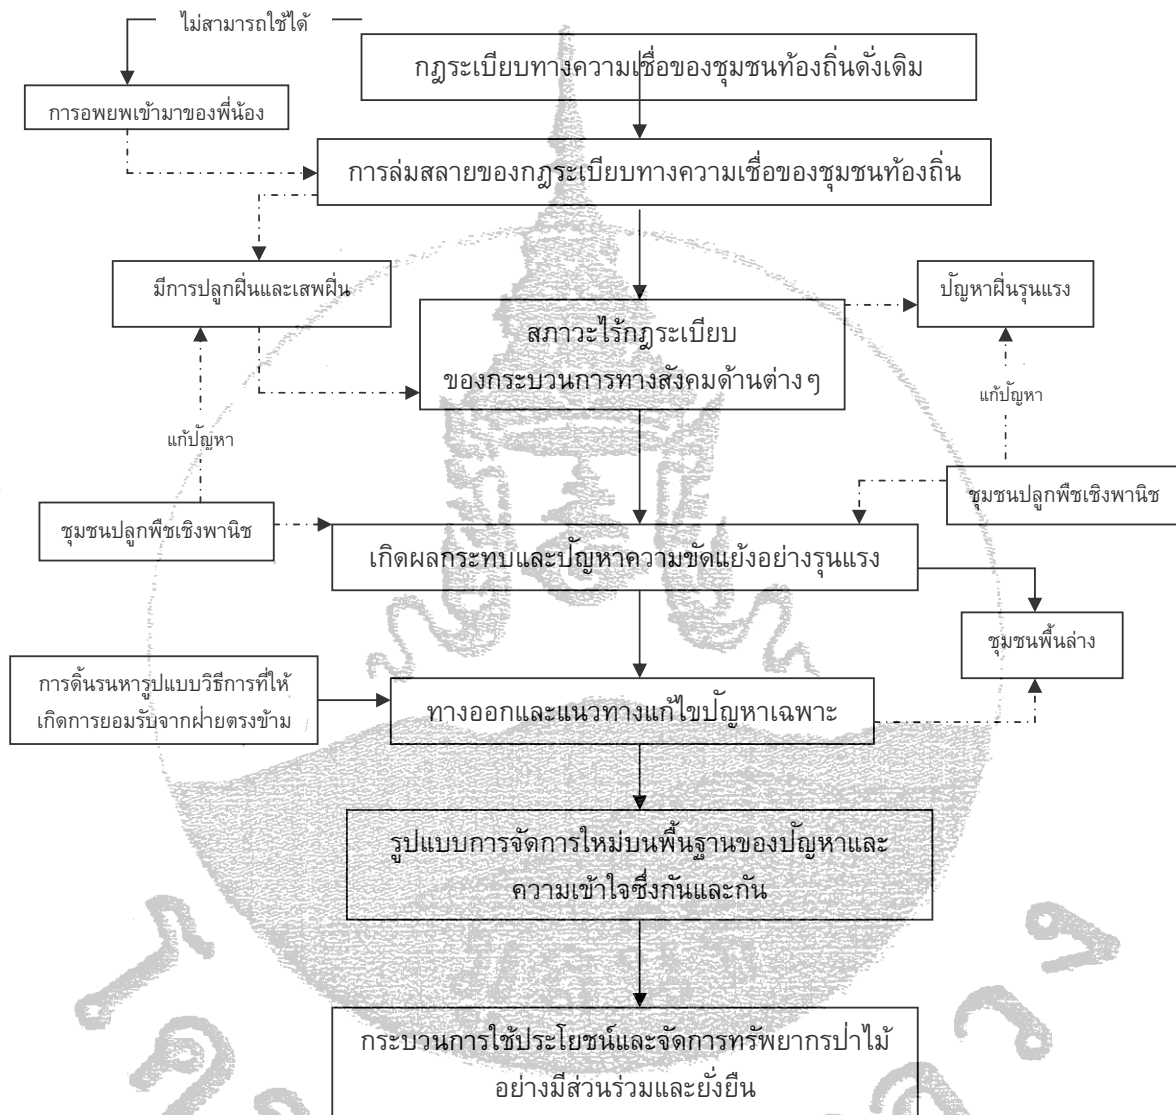 ไม่สามารถใช้ได้
กฎระเบียบทางความเชื่อของชุมชนท้องถิ่นดั่งเดิม
การอพยพเข้ามาของพี่น้อง
การล่มสลายของกฎระเบียบทางความเชื่อของชุมชนท้องถิ่น
มีการปลูกฝิ่นและเสพฝิ่น
ปัญหาฝิ่นรุนแรง
สภาวะไร้กฎระเบียบ
ของกระบวนการทางสังคมด้านต่างๆ
แก้ปัญหา
แก้ปัญหา
ชุมชนปลูกพืชเชิงพานิช
ชุมชนปลูกพืชเชิงพานิช
เกิดผลกระทบและปัญหาความขัดแย้งอย่างรุนแรง
ชุมชนพื้นล่าง
การดิ้นรนหารูปแบบวิธีการที่ให้
เกิดการยอมรับจากฝ่ายตรงข้าม
ทางออกและแนวทางแก้ไขปัญหาเฉพาะ
รูปแบบการจัดการใหม่บนพื้นฐานของปัญหาและ
ความเข้าใจซึ่งกันและกัน
กระบวนการใช้ประโยชน์และจัดการทรัพยากรป่าไม้
อย่างมีส่วนร่วมและยั่งยืน